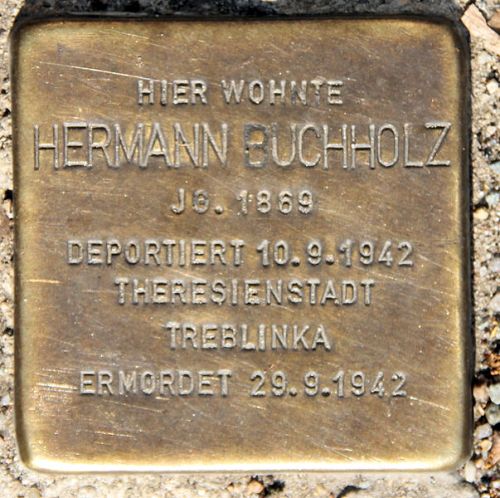 HIER WOHNTE
HERMANN BUCHHOLZ
JG. 1869
DEPORTIERT 10.9.1942
THERESIENSTADT
TREBLINKA
ERMORDET 29.9.1942